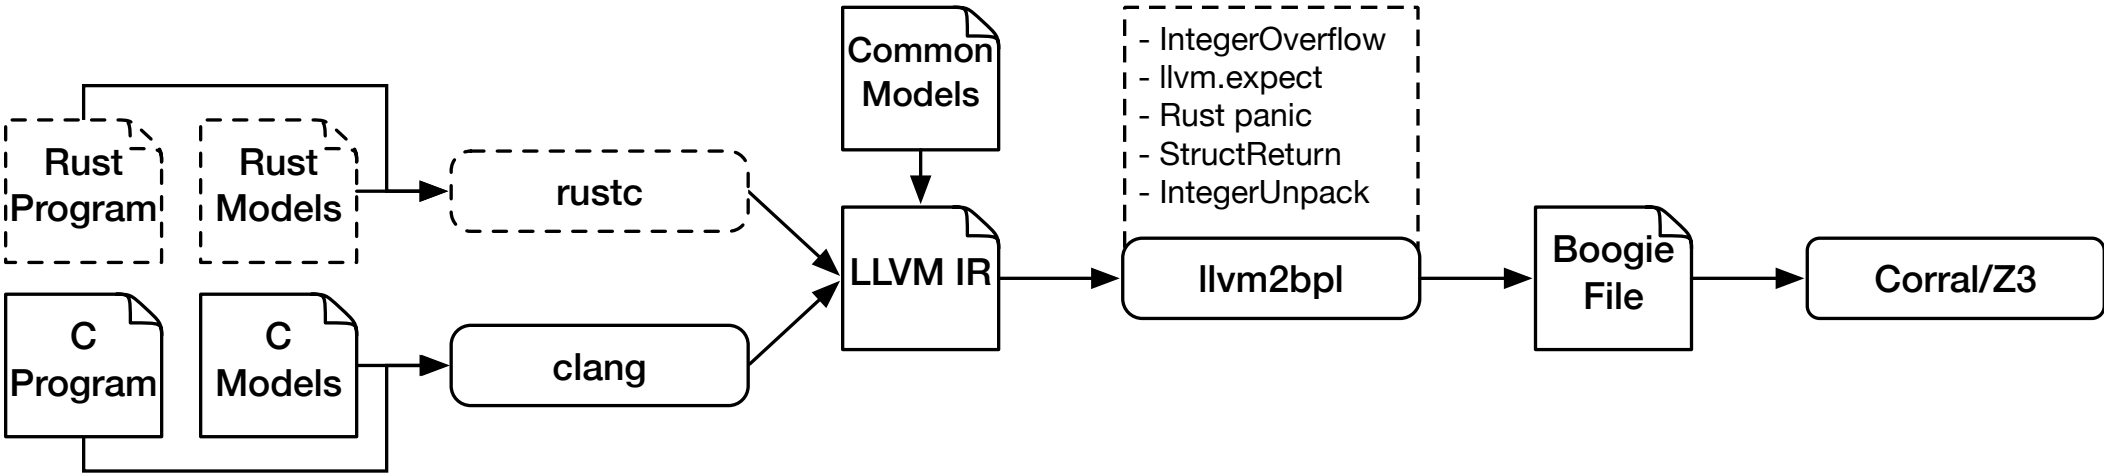 Rust
Program
Rust
Models
rustc
C
Program
C
Models
clang
Common
Models
LLVM IR
- IntegerOverflow
- llvm.expect
- Rust panic
- StructReturn
- IntegerUnpack
llvm2bpl
Boogie
File
Corral/Z3